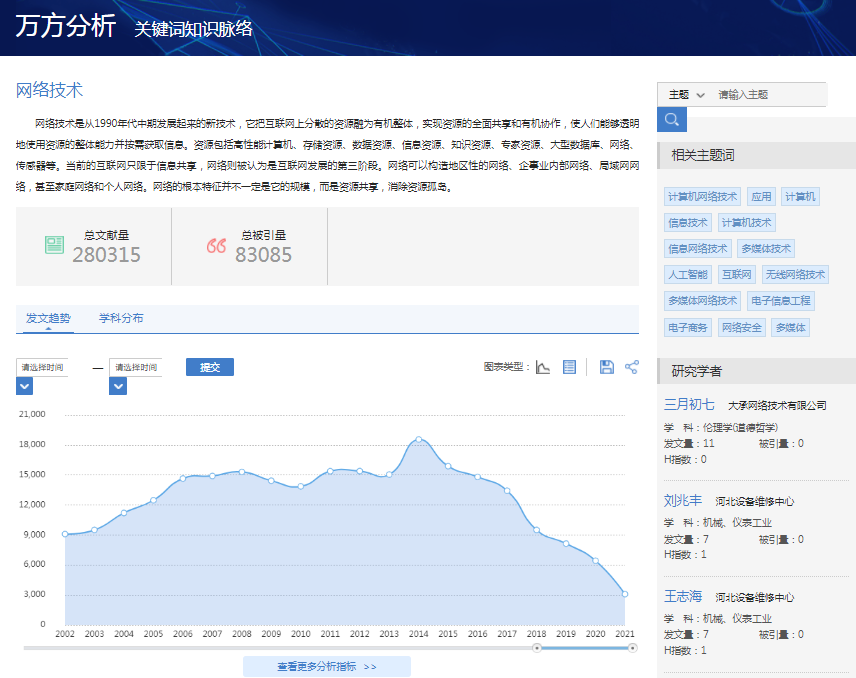 万方分析 关键词知识脉络
网络技术
网络技术是从1990年代中期发展起来的新技术，它把互联网上分散的资源融为有机整体，实现资源的全面共享和有机协作，使人们能够透明
地使用资源的整体能力并按需获取信息。资源包括高性能计算机、存储资源、数据资源、信息资源、知识资源、专家资源、大型数据库、网络、
传感器等。当前的互联网只限于信息共享，网络则被认为是互联网发展的第三阶段。网络可以构造地区性的网络、企事业内部网络、局域网网
络，甚至家庭网络和个人网络。网络的根本特征并不一定是它的规模，而是资源共享，消除资源孤岛。
总文献量
280315
总被引量
83085
发文趋势 学科分布
请选择时间 — 请选择时间 提交
图表类型：
21,000
18,000
15,000
12,000
9,000
6,000
3,000
0
2002 2003 2004 2005 2006 2007 2008 2009 2010 2011 2012 2013 2014 2015 2016 2017 2018 2019 2020 2021
查看更多分析指标 >>
主题 请输入主题
相关主题词
计算机网络技术 应用 计算机
信息技术 计算机技术
信息网络技术 多媒体技术
人工智能 互联网 无线网络技术
多媒体网络技术 电子信息工程
电子商务 网络安全 多媒体
研究学者
三月初七 大承网络技术有限公司
学 科：伦理学(道德哲学)
发文量：11 被引量：0
H指数：0
刘兆丰 河北设备维修中心
学 科：机械、仪表工业
发文量：7 被引量：0
H指数：1
王志海 河北设备维修中心
学 科：机械、仪表工业
发文量：7 被引量：0
H指数：1